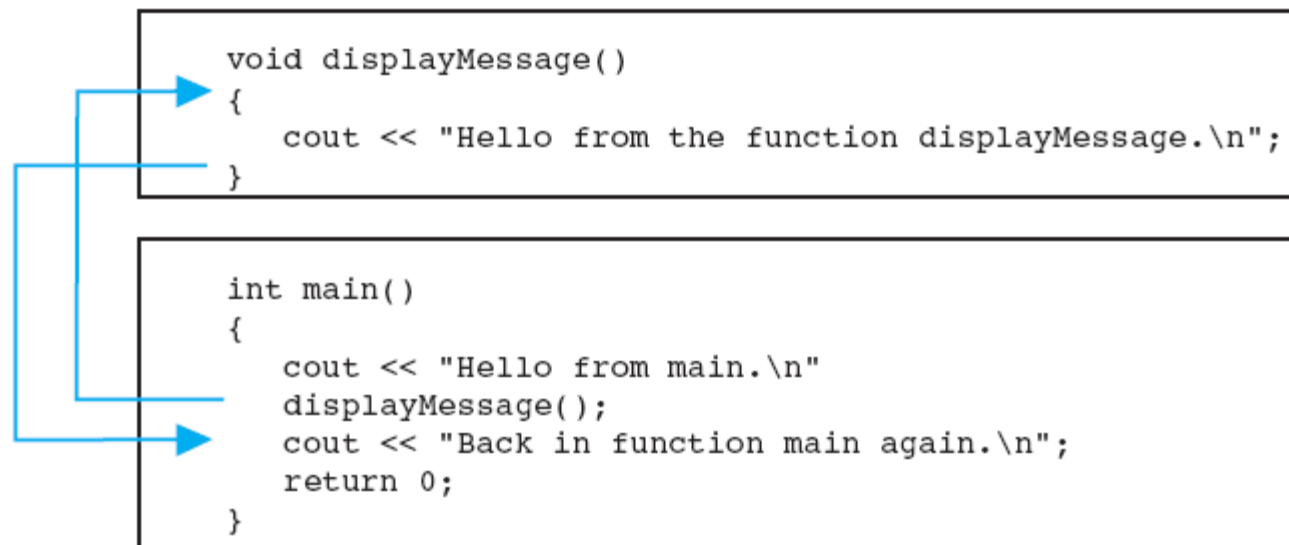 void displayMessage()
{
   cout << "Hello from the function displayMessage.\n";
}
int main()
{
   cout << "Hello from main.\n"
   displayMessage();
   cout << "Back in function main again.\n";
   return 0;
}